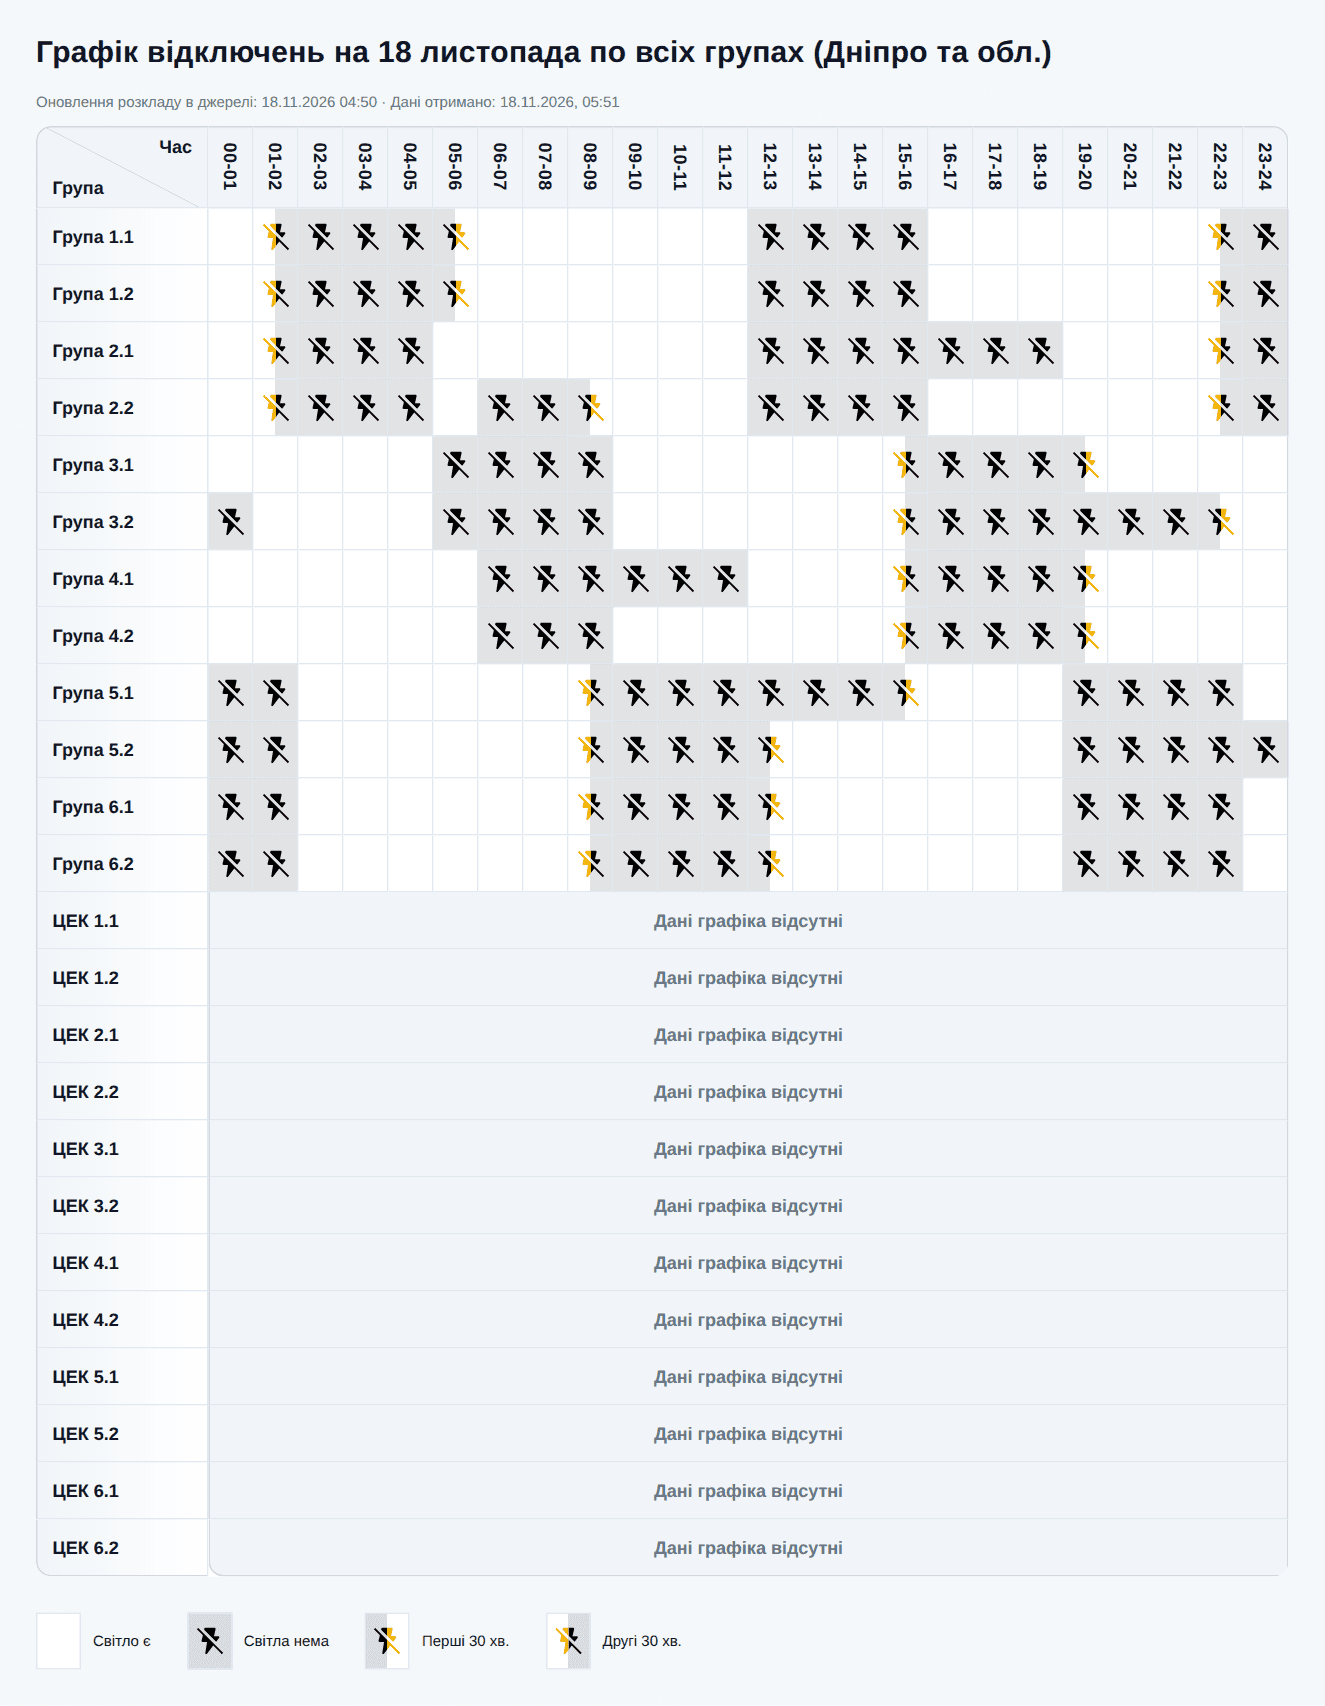 Графік відключень на 18 листопада по всіх групах (Дніпро та обл.)
Оновлення розкладу в джерелі: 18.11.2026 04:50 · Дані отримано: 18.11.2026, 05:51
Час
Група
00-01 01-02 02-03 03-04 04-05 05-06 06-07 07-08 08-09 09-10 10-11 11-12 12-13 13-14 14-15 15-16 16-17 17-18 18-19 19-20 20-21 21-22 22-23 23-24
Група 1.1
Група 1.2
Група 2.1
Група 2.2
Група 3.1
Група 3.2
Група 4.1
Група 4.2
Група 5.1
Група 5.2
Група 6.1
Група 6.2
ЦЕК 1.1 Дані графіка відсутні
ЦЕК 1.2 Дані графіка відсутні
ЦЕК 2.1 Дані графіка відсутні
ЦЕК 2.2 Дані графіка відсутні
ЦЕК 3.1 Дані графіка відсутні
ЦЕК 3.2 Дані графіка відсутні
ЦЕК 4.1 Дані графіка відсутні
ЦЕК 4.2 Дані графіка відсутні
ЦЕК 5.1 Дані графіка відсутні
ЦЕК 5.2 Дані графіка відсутні
ЦЕК 6.1 Дані графіка відсутні
ЦЕК 6.2 Дані графіка відсутні
Світло є Світла нема Перші 30 хв. Другі 30 хв.